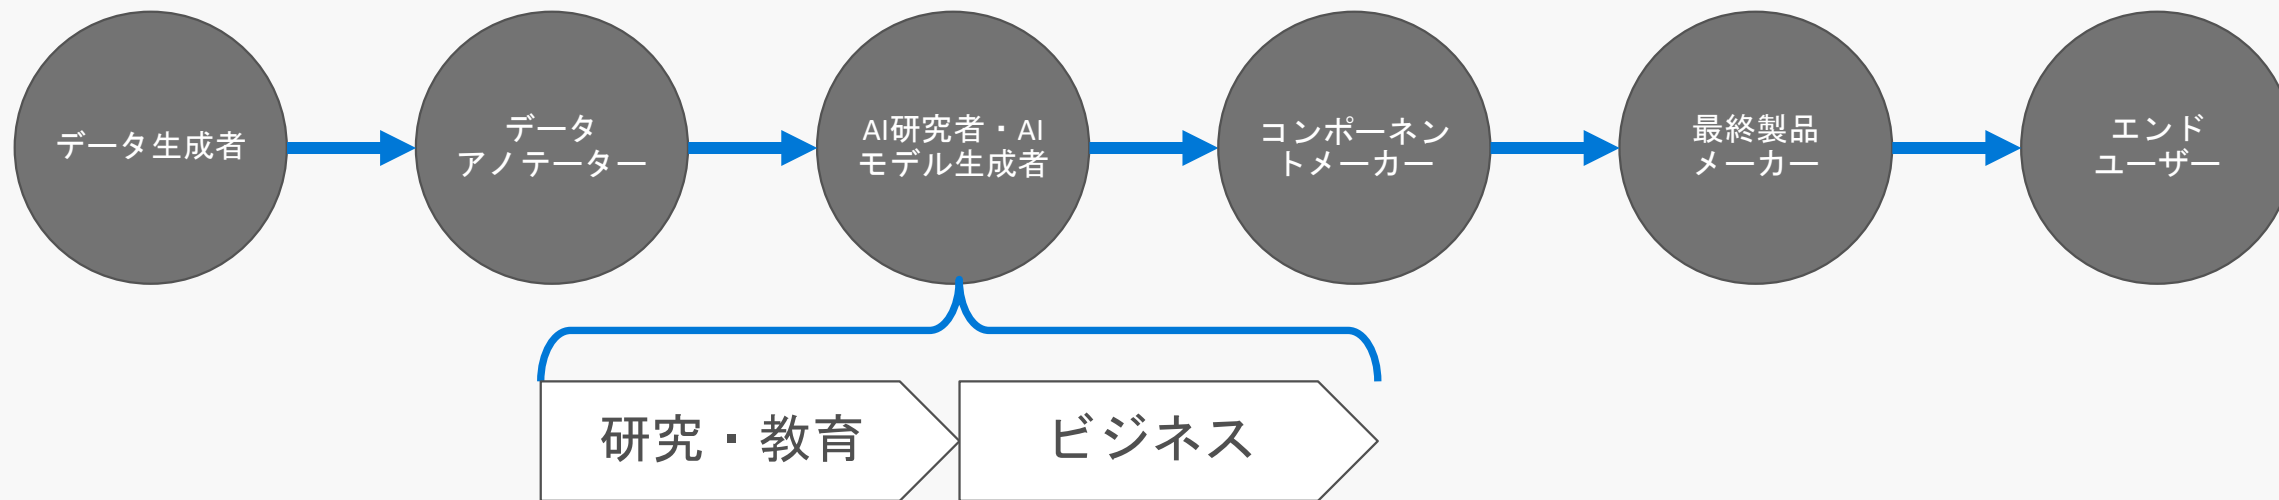 データ生成者
データ
アノテーター
AI研究者・AI
モデル生成者
コンポーネン
トメーカー
最終製品
メーカー
エンド
ユーザー
研究・教育
ビジネス